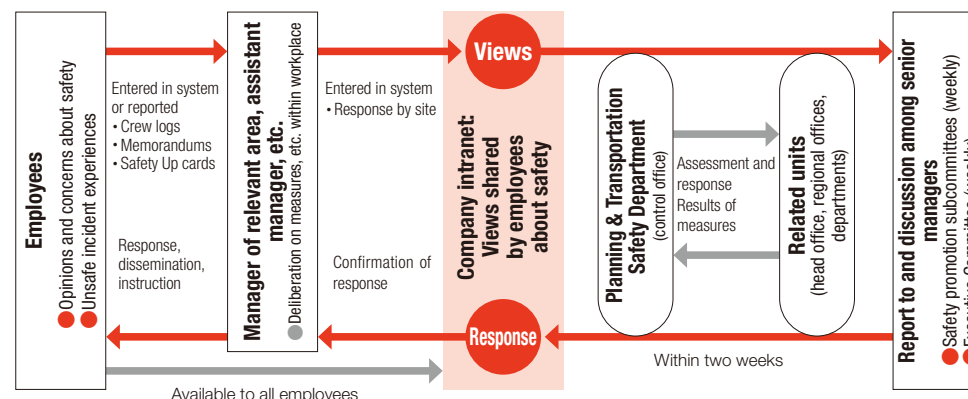 Employees
Opinions and concerns about safety
Unsafe incident experiences
Entered in system
or reported
• Crew logs
• Memorandums
• Safety Up cards
Response,
dissemination,
instruction
Manager of relevant area, assistant
manager, etc.
Deliberation on measures, etc. within workplace
Entered in system
• Response by site
Confirmation of
response
Views
Company intranet:
Views shared
by employees
about safety
Response
Planning & Transportation
Safety Department
(control office)
Assessment and
response
Results of
measures
Related units
(head office, regional offices,
departments)
Within two weeks
Report to and discussion among senior
managers
Safety promotion subcommittees (weekly)
Available to all employees